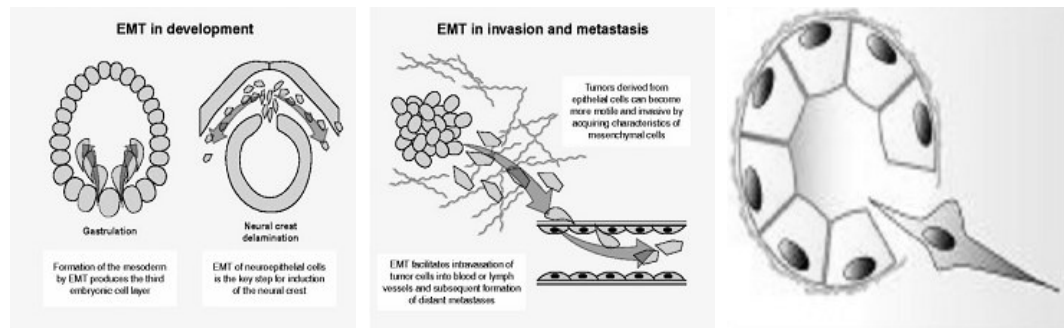 EMT in development
Gastrulation
Neural crest
delamination
Formation of the mesoderm
by EMT produces the third
embryonic cell layer
EMT of neuroepithelial cells
is the key step for induction
of the neural crest
EMT in invasion and metastasis
Tumors derived from
epithelial cells can become
more motile and invasive by
acquiring characteristics of
mesenchymal cells
EMT facilitates intravasation of
tumor cells into blood or lymph
vessels and subsequent formation
of distant metastases